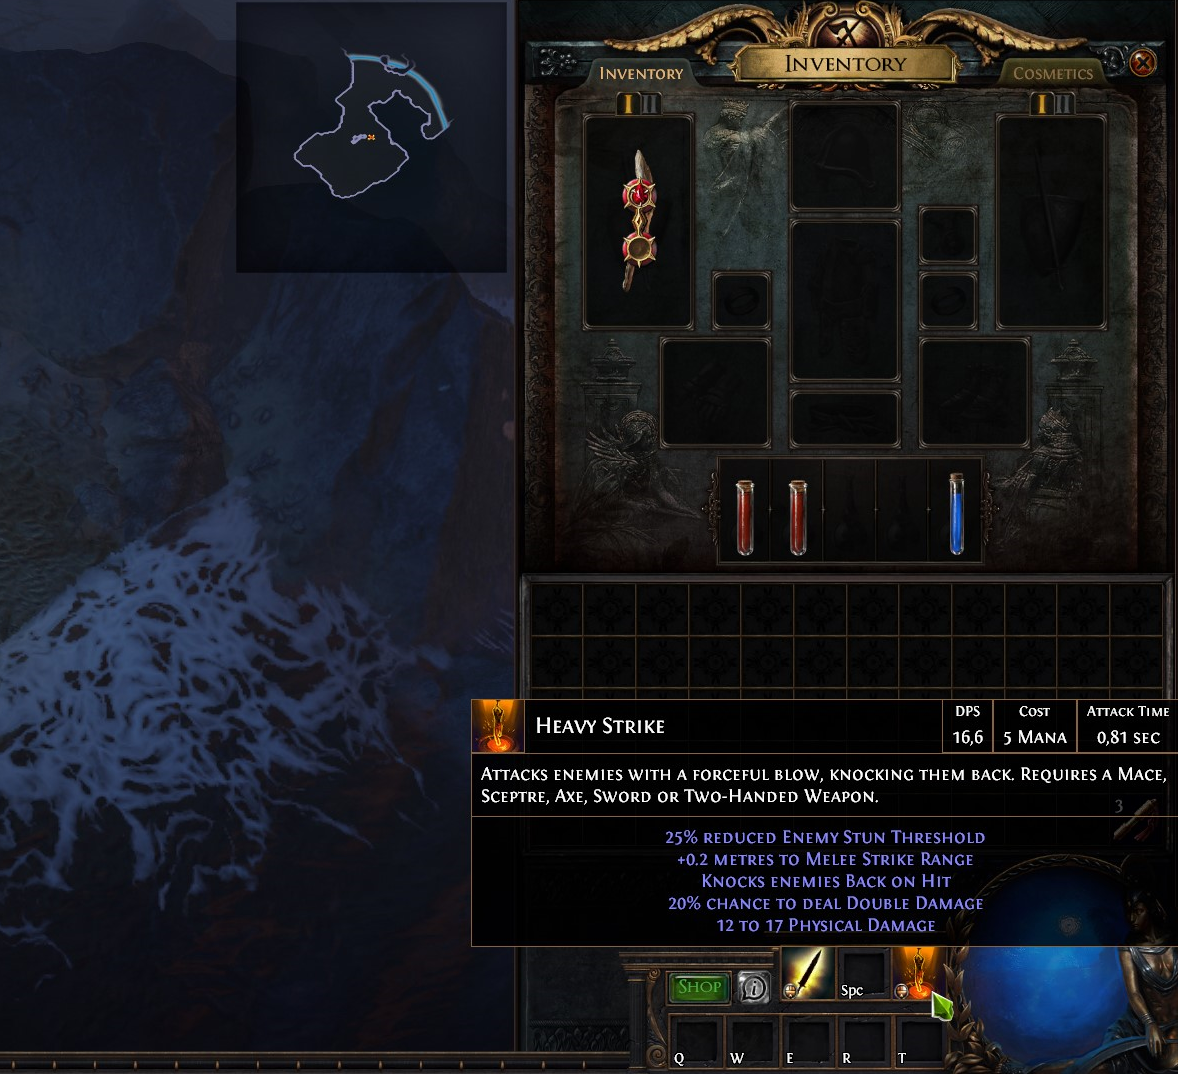 Inventory
Inventory
Cosmetics
I II
I II
Heavy Strike
DPS
16,6
Cost
5 Mana
Attack Time
0,81 sec
Attacks enemies with a forceful blow, knocking them back. Requires a Mace,
Sceptre, Axe, Sword or Two-Handed Weapon.
3
25% reduced Enemy Stun Threshold
+0.2 metres to Melee Strike Range
Knocks enemies Back on Hit
20% chance to deal Double Damage
12 to 17 Physical Damage
Shop
Spc
Q W E R T